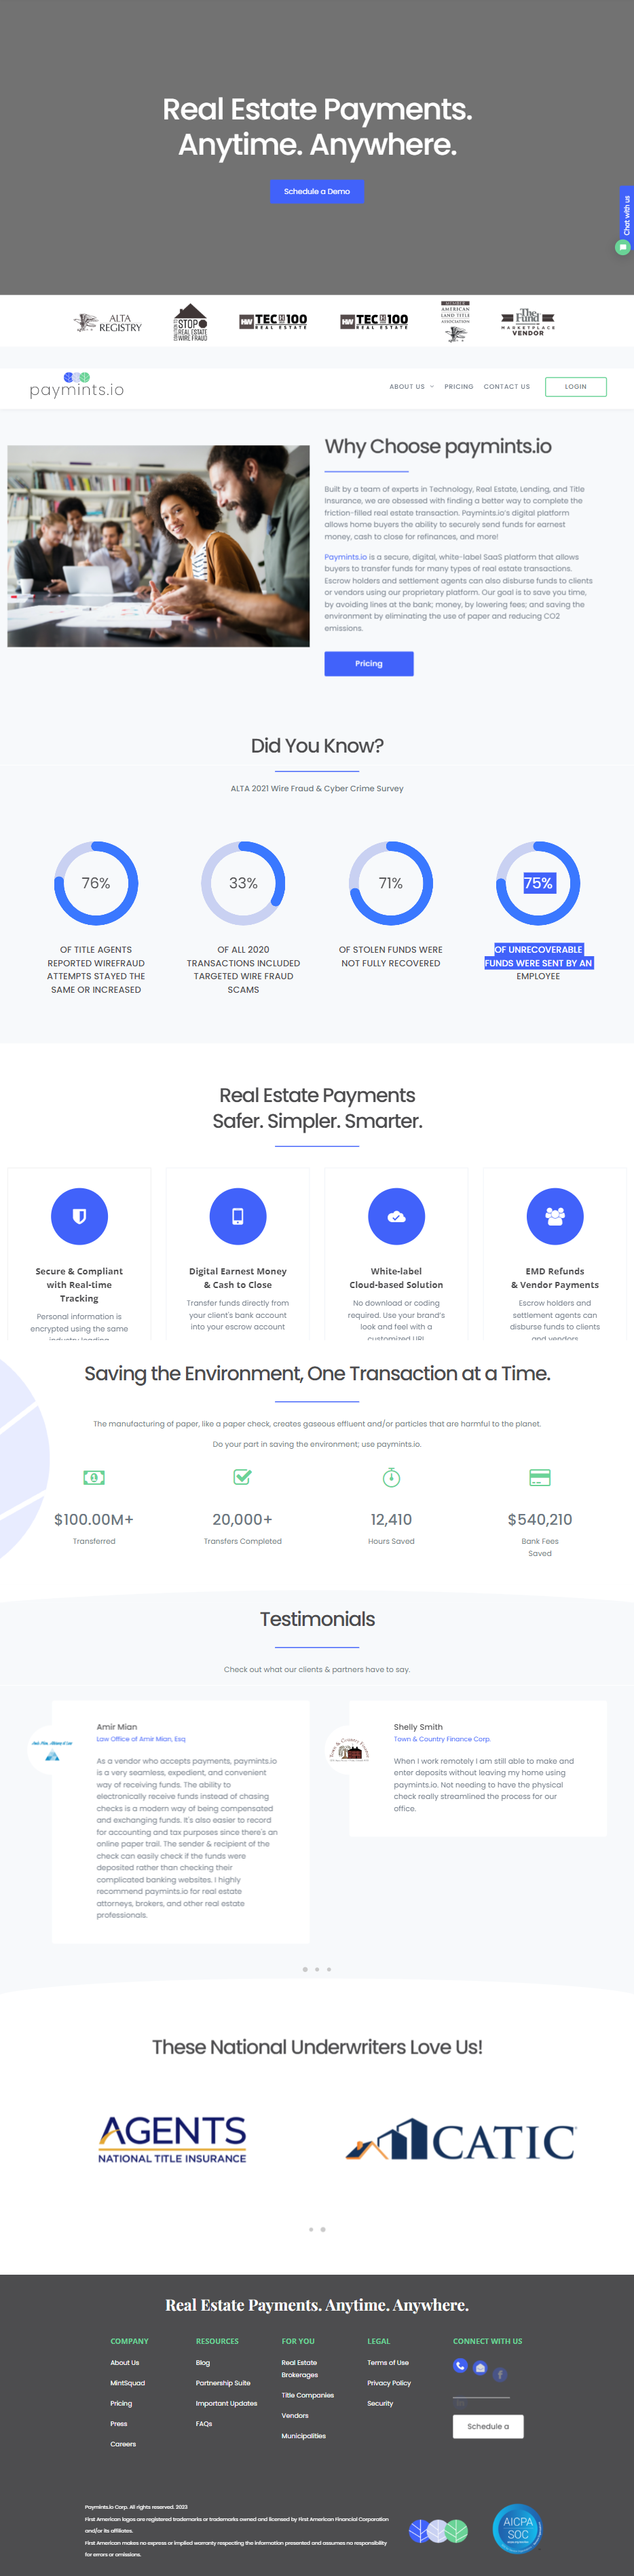 Real Estate Payments.
Anytime. Anywhere.
Schedule a Demo
Chat with us
ALTA
REGISTRY
STOP
REAL ESTATE
WIRE FRAUD
HW TECH 100
REAL ESTATE
HW TECH 100
REAL ESTATE
MEMBER
AMERICAN
LAND TITLE
ASSOCIATION
The Fund
MARKETPLACE
VENDOR
paymints.io
ABOUT US
PRICING
CONTACT US
LOGIN
Why Choose paymints.io
Built by a team of experts in Technology, Real Estate, Lending, and Title
Insurance, we are obsessed with finding a better way to complete the
friction-filled real estate transaction. Paymints.io's digital platform
allows home buyers the ability to securely send funds for earnest
money, cash to close for refinances, and more!
Paymints.io is a secure, digital, white-label SaaS platform that allows
buyers to transfer funds for many types of real estate transactions.
Escrow holders and settlement agents can also disburse funds to clients
or vendors using our proprietary platform. Our goal is to save you time,
by avoiding lines at the bank; money, by lowering fees; and saving the
environment by eliminating the use of paper and reducing CO2
emissions.
Pricing
Did You Know?
ALTA 2021 Wire Fraud & Cyber Crime Survey
76%
OF TITLE AGENTS
REPORTED WIREFRAUD
ATTEMPTS STAYED THE
SAME OR INCREASED
33%
OF ALL 2020
TRANSACTIONS INCLUDED
TARGETED WIRE FRAUD
SCAMS
71%
OF STOLEN FUNDS WERE
NOT FULLY RECOVERED
75%
OF UNRECOVERABLE
FUNDS WERE SENT BY AN
EMPLOYEE
Real Estate Payments
Safer. Simpler. Smarter.
Secure & Compliant
with Real-time
Tracking
Personal information is
encrypted using the same
industry leading
Digital Earnest Money
& Cash to Close
Transfer funds directly from
your client's bank account
into your escrow account
White-label
Cloud-based Solution
No download or coding
required. Use your brand's
look and feel with a
customized URL
EMD Refunds
& Vendor Payments
Escrow holders and
settlement agents can
disburse funds to clients
and vendors
Saving the Environment, One Transaction at a Time.
The manufacturing of paper, like a paper check, creates gaseous effluent and/or particles that are harmful to the planet.
Do your part in saving the environment; use paymints.io.
$100.00M+
Transferred
20,000+
Transfers Completed
12,410
Hours Saved
$540,210
Bank Fees
Saved
Testimonials
Check out what our clients & partners have to say.
Amir Mian
Law Office of Amir Mian, Esq
As a vendor who accepts payments, paymints.io
is a very seamless, expedient, and convenient
way of receiving funds. The ability to
electronically receive funds instead of chasing
checks is a modern way of being compensated
and exchanging funds. It's also easier to record
for accounting and tax purposes since there's an
online paper trail. The sender & recipient of the
check can easily check if the funds were
deposited rather than checking their
complicated banking websites. I highly
recommend paymints.io for real estate
attorneys, brokers, and other real estate
professionals.
Shelly Smith
Town & Country Finance Corp.
When I work remotely I am still able to make and
enter deposits without leaving my home using
paymints.io. Not needing to have the physical
check really streamlined the process for our
office.
These National Underwriters Love Us!
AGENTS
NATIONAL TITLE INSURANCE
CATIC
Real Estate Payments. Anytime. Anywhere.
COMPANY
About Us
MintSquad
Pricing
Press
Careers
RESOURCES
Blog
Partnership Suite
Important Updates
FAQs
FOR YOU
Real Estate
Brokerages
Title Companies
Vendors
Municipalities
LEGAL
Terms of Use
Privacy Policy
Security
CONNECT WITH US
Schedule a
Paymints.io Corp. All rights reserved. 2023
First American logos are registered trademarks or trademarks owned and licensed by First American Financial Corporation
and/or its affiliates.
First American makes no express or implied warranty respecting the information presented and assumes no responsibility
for errors or omissions.
AICPA
SOC